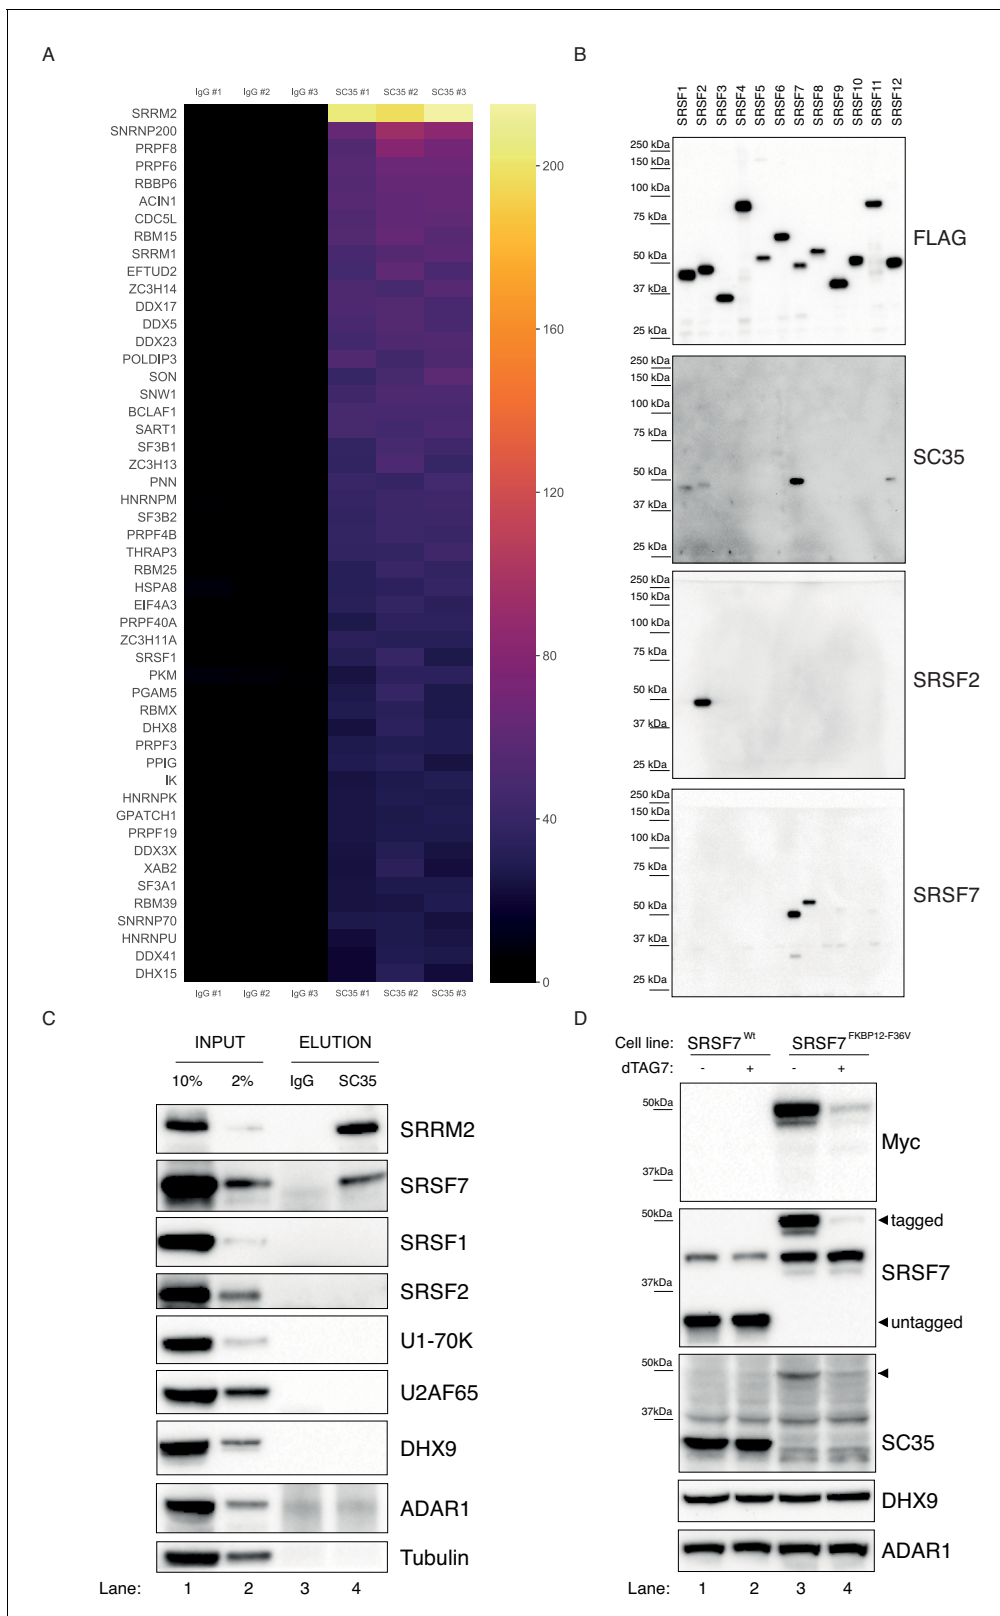 A
IgG #1 IgG #2 IgG #3 SC35 #1 SC35 #2 SC35 #3
SRRM2
SNRNP200
PRPF8
PRPF6
RBBP6
ACIN1
CDC5L
RBM15
SRRM1
EFTUD2
ZC3H14
DDX17
DDX5
DDX23
POLDIP3
SON
SNW1
BCLAF1
SART1
SF3B1
ZC3H13
PNN
HNRNPM
SF3B2
PRPF4B
THRAP3
RBM25
HSPA8
EIF4A3
PRPF40A
ZC3H11A
SRSF1
PKM
PGAM5
RBMX
DHX8
PRPF3
PPIG
IK
HNRNPK
GPATCH1
PRPF19
DDX3X
XAB2
SF3A1
RBM39
SNRNP70
HNRNPU
DDX41
DHX15
IgG #1 IgG #2 IgG #3 SC35 #1 SC35 #2 SC35 #3
200
160
120
80
40
0
B
SRSF1 SRSF2 SRSF3 SRSF4 SRSF5 SRSF6 SRSF7 SRSF8 SRSF9 SRSF10 SRSF11 SRSF12
250 kDa
150 kDa
100 kDa
75 kDa
50 kDa
37 kDa
25 kDa
FLAG
250 kDa
150 kDa
100 kDa
75 kDa
50 kDa
37 kDa
25 kDa
SC35
250 kDa
150 kDa
100 kDa
75 kDa
50 kDa
37 kDa
25 kDa
SRSF2
250 kDa
150 kDa
100 kDa
75 kDa
50 kDa
37 kDa
25 kDa
SRSF7
C
INPUT ELUTION
10% 2% IgG SC35
SRRM2
SRSF7
SRSF1
SRSF2
U1-70K
U2AF65
DHX9
ADAR1
Tubulin
Lane: 1 2 3 4
D
Cell line: SRSF7 Wt SRSF7 FKBP12-F36V
dTAG7: - + - +
50kDa
37kDa
Myc
50kDa
37kDa
tagged
SRSF7
untagged
50kDa
37kDa
SC35
DHX9
ADAR1
Lane: 1 2 3 4